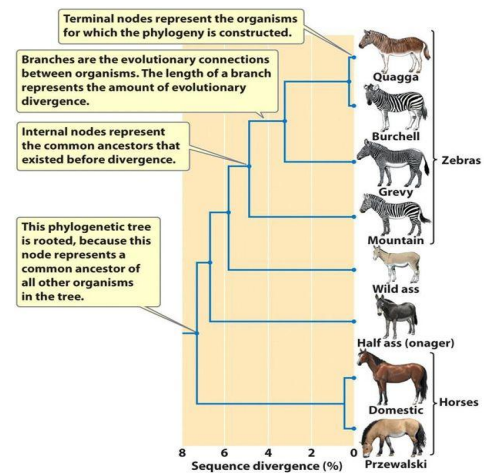 Terminal nodes represent the organisms
for which the phylogeny is constructed.
Branches are the evolutionary connections
between organisms. The length of a branch
represents the amount of evolutionary
divergence.
Internal nodes represent
the common ancestors that
existed before divergence.
This phylogenetic tree
is rooted, because this
node represents a
common ancestor of
all other organisms
in the tree.
Quagga
Burchell
Zebras
Grevy
Mountain
Wild ass
Half ass (onager)
Domestic
Horses
Przewalski
8 6 4 2 0
Sequence divergence (%)